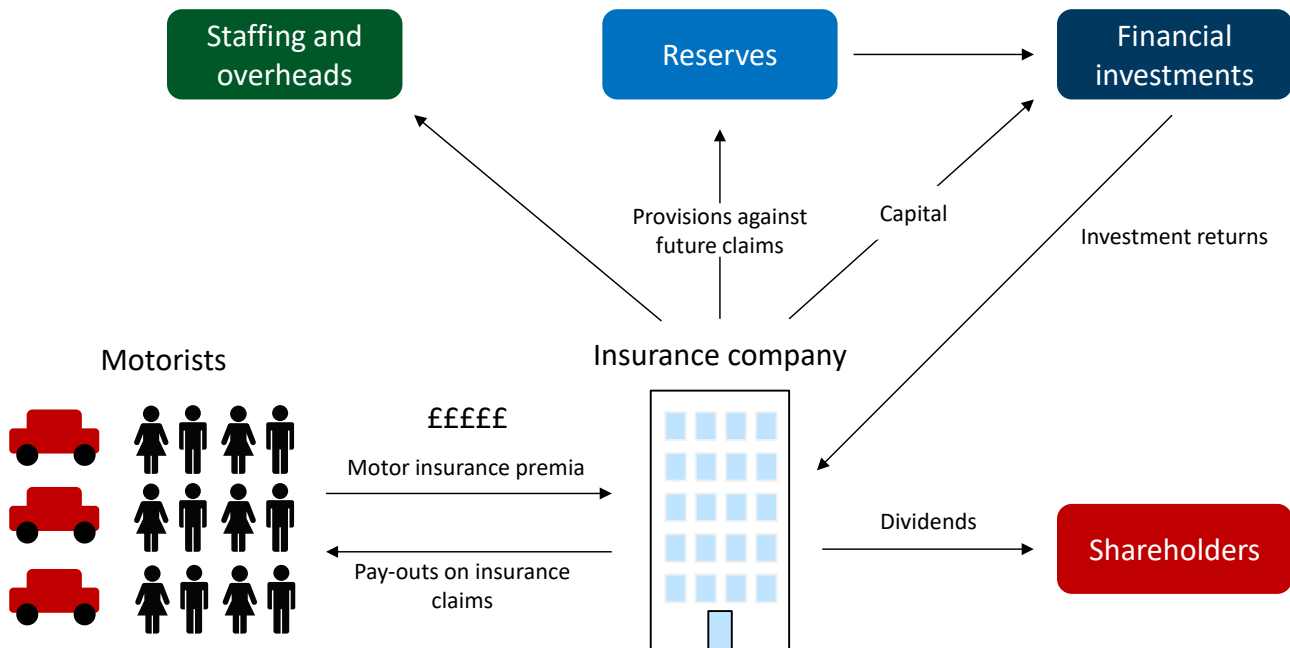 Staffing and
overheads
Reserves
Financial
investments
Provisions against
future claims
Capital
Investment returns
Motorists
Insurance company
£££££
Motor insurance premia
Pay-outs on insurance
claims
Dividends
Shareholders